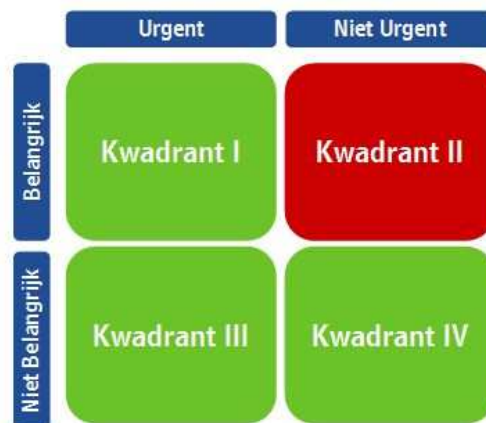 Urgent
Niet Urgent
Belangrijk
Kwadrant I
Kwadrant II
Niet Belangrijk
Kwadrant III
Kwadrant IV